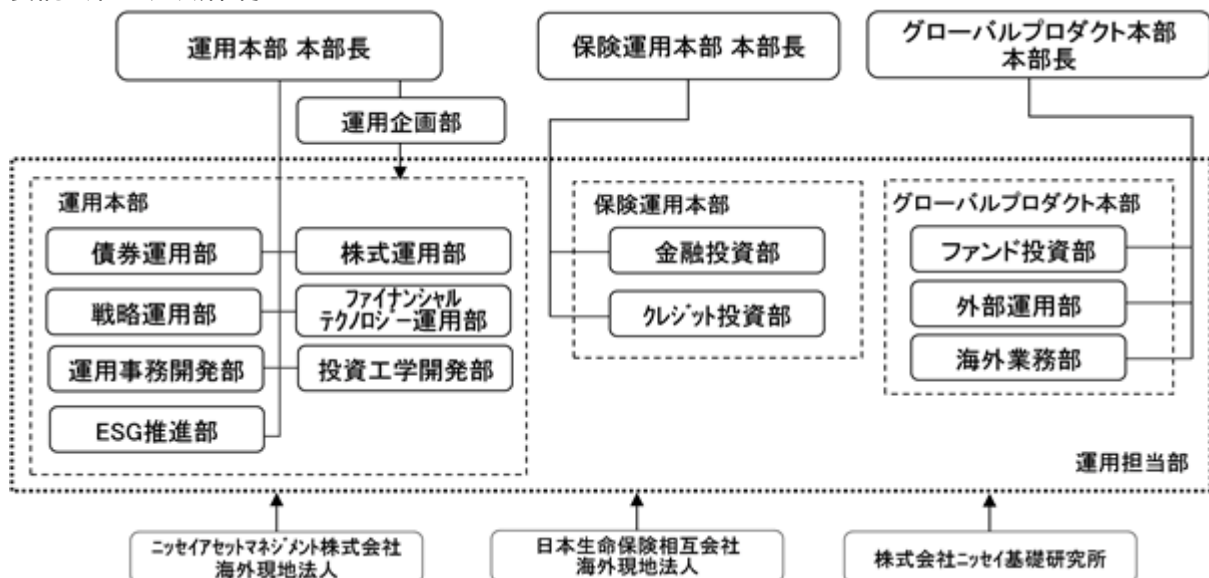 運用本部 本部長
保険運用本部 本部長
グローバルプロダクト本部
本部長
運用企画部
運用本部
債券運用部
株式運用部
戦略運用部
ファイナンシャル
テクノロジー運用部
運用事務開発部
投資工学開発部
ESG推進部
保険運用本部
金融投資部
クレジット投資部
グローバルプロダクト本部
ファンド投資部
外部運用部
海外業務部
運用担当部
ニッセイアセットマネジメント株式会社
海外現地法人
日本生命保険相互会社
海外現地法人
株式会社ニッセイ基礎研究所